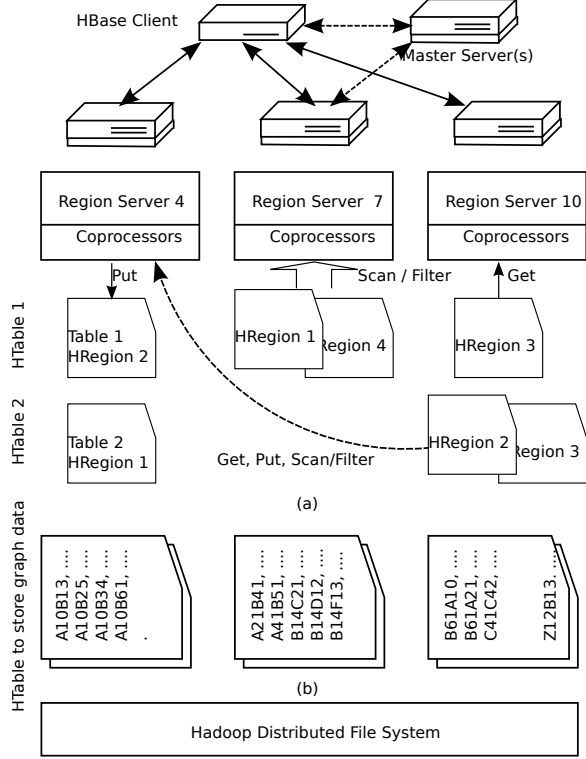 HBase Client
Master Server(s)
Region Server 4
Coprocessors
Region Server 7
Coprocessors
Region Server 10
Coprocessors
Put
Scan / Filter
Get
HTable 1
Table 1
HRegion 2
HRegion 1
Region 4
HRegion 3
HTable 2
Table 2
HRegion 1
Get, Put, Scan/Filter
HRegion 2
Region 3
(a)
HTable to store graph data
A10B13, ....
A10B25, ....
A10B34, ....
A10B61, ....
.
A21B41, ....
A41B51, ....
B14C21, ....
B14D12, ....
B14F13, ....
B61A10, ....
B61A21, ....
C41C42, ....
Z12B13. ....
(b)
Hadoop Distributed File System